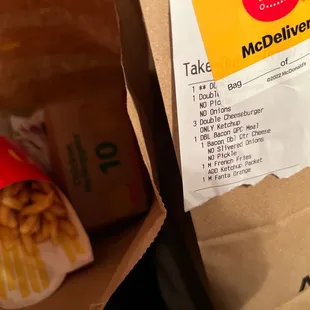 McDeliver
Bag of
©2022 McDonald's
Take
1 **
1 Doubl
NO Pic
NO Onions
3 Double Cheeseburger
ONLY Ketchup
1 DBL Bacon QPC Meal
1 Bacon Dbl Qtr Cheese
NO Slivered Onions
NO Pickle
1 M French Fries
ADD Ketchup Packet
1 M Fanta Orange
10